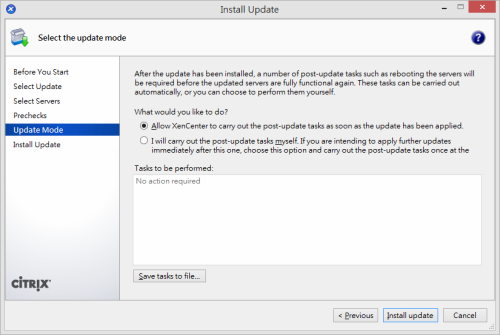 Install Update
Select the update mode
Before You Start
Select Update
Select Servers
Prechecks
Update Mode
Install Update
After the update has been installed, a number of post-update tasks such as rebooting the servers will
be required before the updated servers are fully functional again. These tasks can be carried out
automatically, or you can choose to perform them yourself.
What would you like to do?
Allow XenCenter to carry out the post-update tasks as soon as the update has been applied.
I will carry out the post-update tasks myself. If you are intending to apply further updates
immediately after this one, choose this option and carry out the post-update tasks once at the
Tasks to be performed:
No action required
Save tasks to file...
CITRIX
< Previous
Install update
Cancel